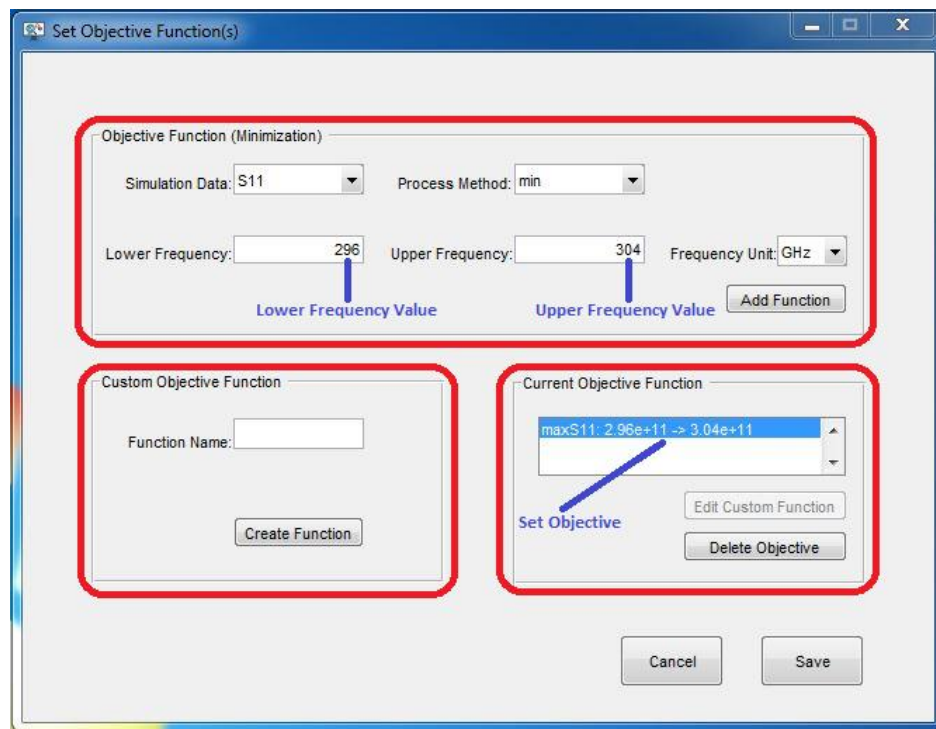 Set Objective Function(s)
Objective Function (Minimization)
Simulation Data: S11 Process Method: min
Lower Frequency: 296 Upper Frequency: 304 Frequency Unit: GHz
Lower Frequency Value Upper Frequency Value Add Function
Custom Objective Function
Function Name:
Create Function
Current Objective Function
maxS11: 2.96e+11 -> 3.04e+11
Set Objective
Edit Custom Function
Delete Objective
Cancel Save